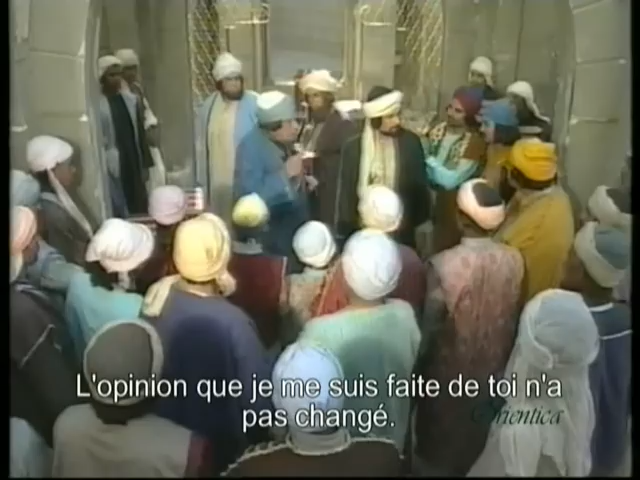 L'opinion que je me suis faite de toi n'a
pas changé.
Orientica